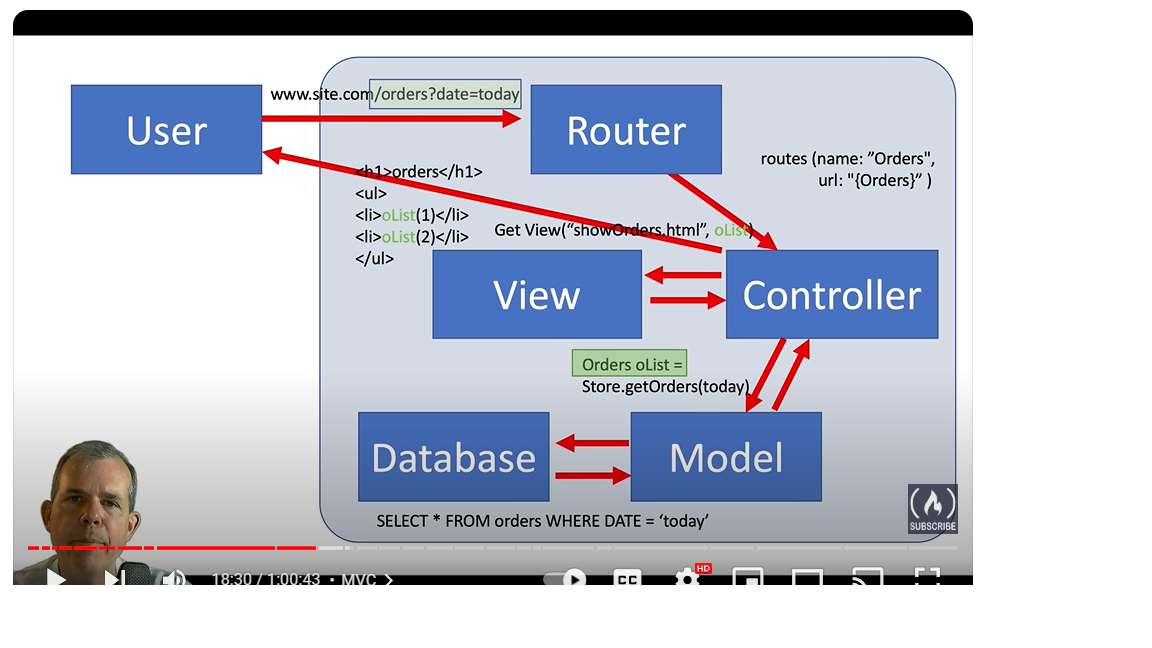 www.site.com/orders?date=today
User
Router
routes (name: ”Orders",
url: "{Orders}” )
<h1>orders</h1>
<ul>
<li>oList(1)</li>
<li>oList(2)</li>
</ul>
Get View(“showOrders.html”, oList)
View
Controller
Orders oList =
Store.getOrders(today)
Database
Model
SELECT * FROM orders WHERE DATE = ‘today’
SUBSCRIBE
18:30 / 1:00:43 • MVC >
CC
HD